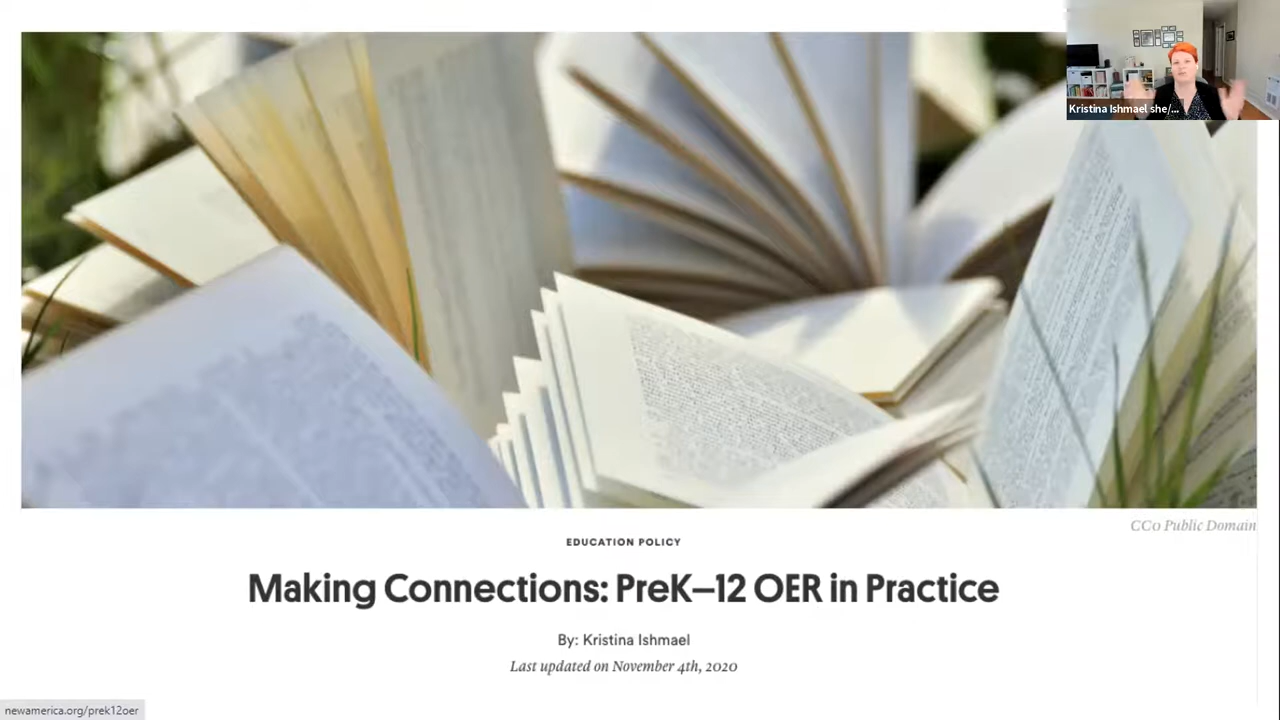 Kristina Ishmael she/...
CC0 Public Domain
EDUCATION POLICY
Making Connections: PreK–12 OER in Practice
By: Kristina Ishmael
Last updated on November 4th, 2020
newamerica.org/prek12oer